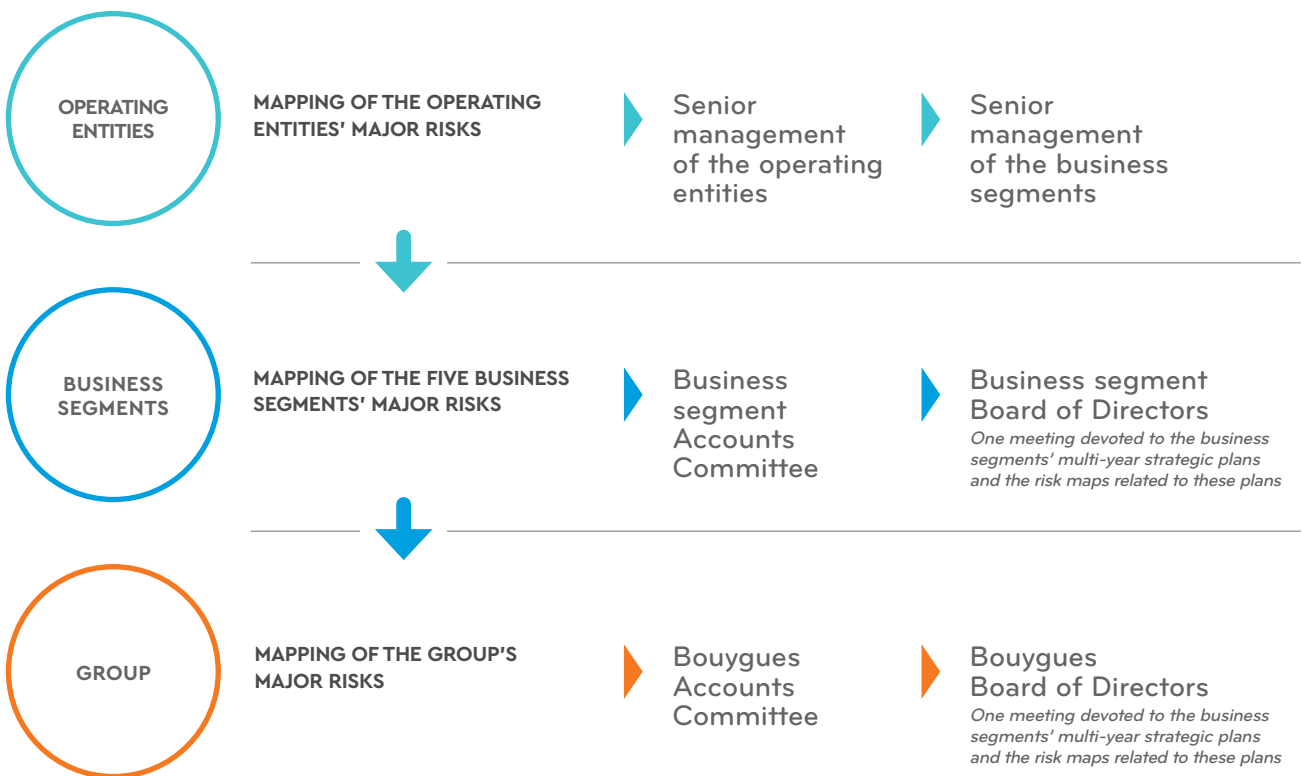 OPERATING
ENTITIES
MAPPING OF THE OPERATING
ENTITIES' MAJOR RISKS
Senior
management
of the operating
entities
Senior
management
of the business
segments
BUSINESS
SEGMENTS
MAPPING OF THE FIVE BUSINESS
SEGMENTS' MAJOR RISKS
Business
segment
Accounts
Committee
Business segment
Board of Directors
One meeting devoted to the business
segments' multi-year strategic plans
and the risk maps related to these plans
GROUP
MAPPING OF THE GROUP'S
MAJOR RISKS
Bouygues
Accounts
Committee
Bouygues
Board of Directors
One meeting devoted to the business
segments' multi-year strategic plans
and the risk maps related to these plans